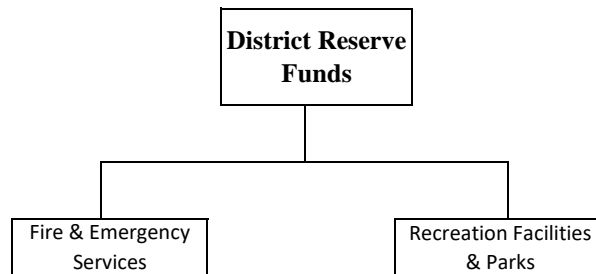 District Reserve
Funds
Fire & Emergency
Services
Recreation Facilities
& Parks